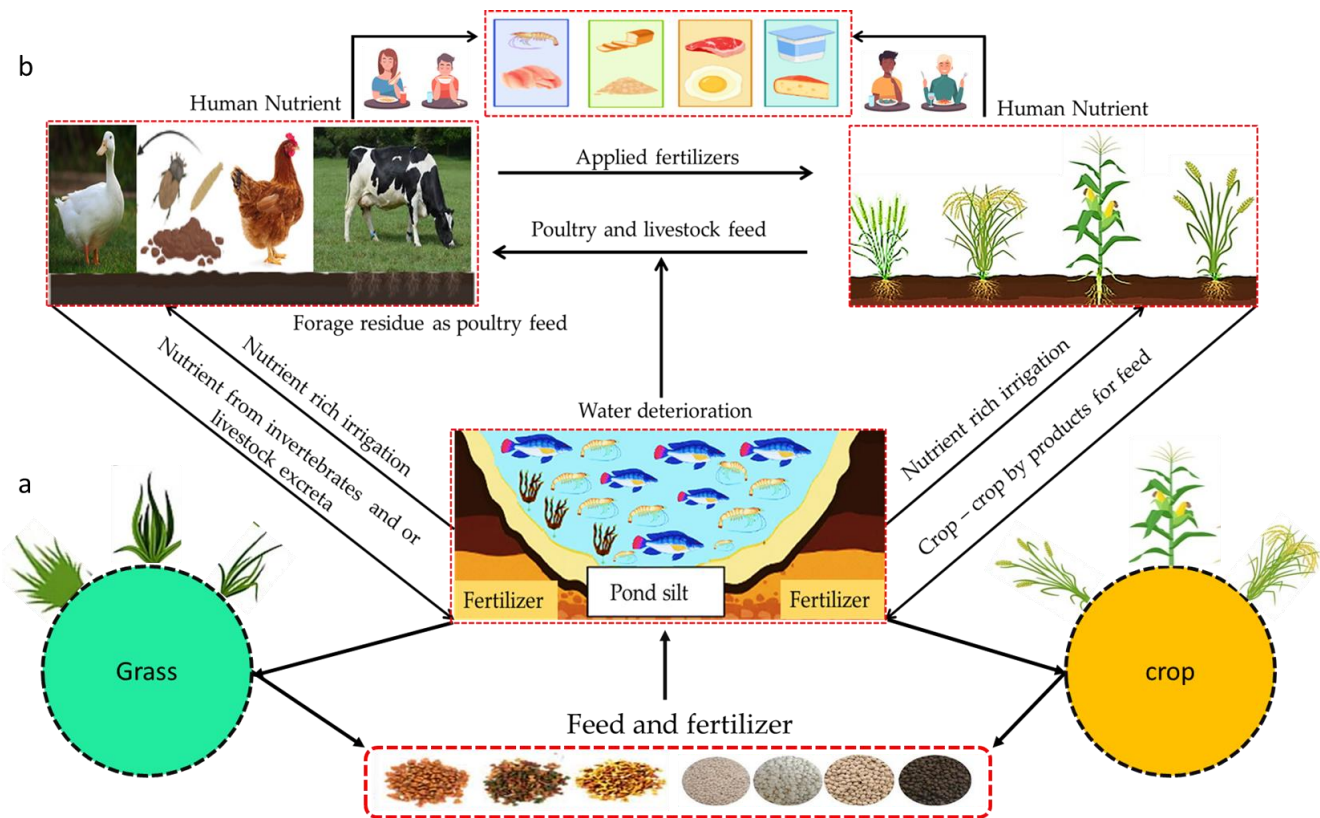 b
Human Nutrient
Human Nutrient
Applied fertilizers
Poultry and livestock feed
Forage residue as poultry feed
Nutrient rich irrigation
Nutrient from invertebrates and or
livestock excreta
Water deterioration
Nutrient rich irrigation
Crop – crop by products for feed
a
Fertilizer
Pond silt
Fertilizer
Grass
crop
Feed and fertilizer